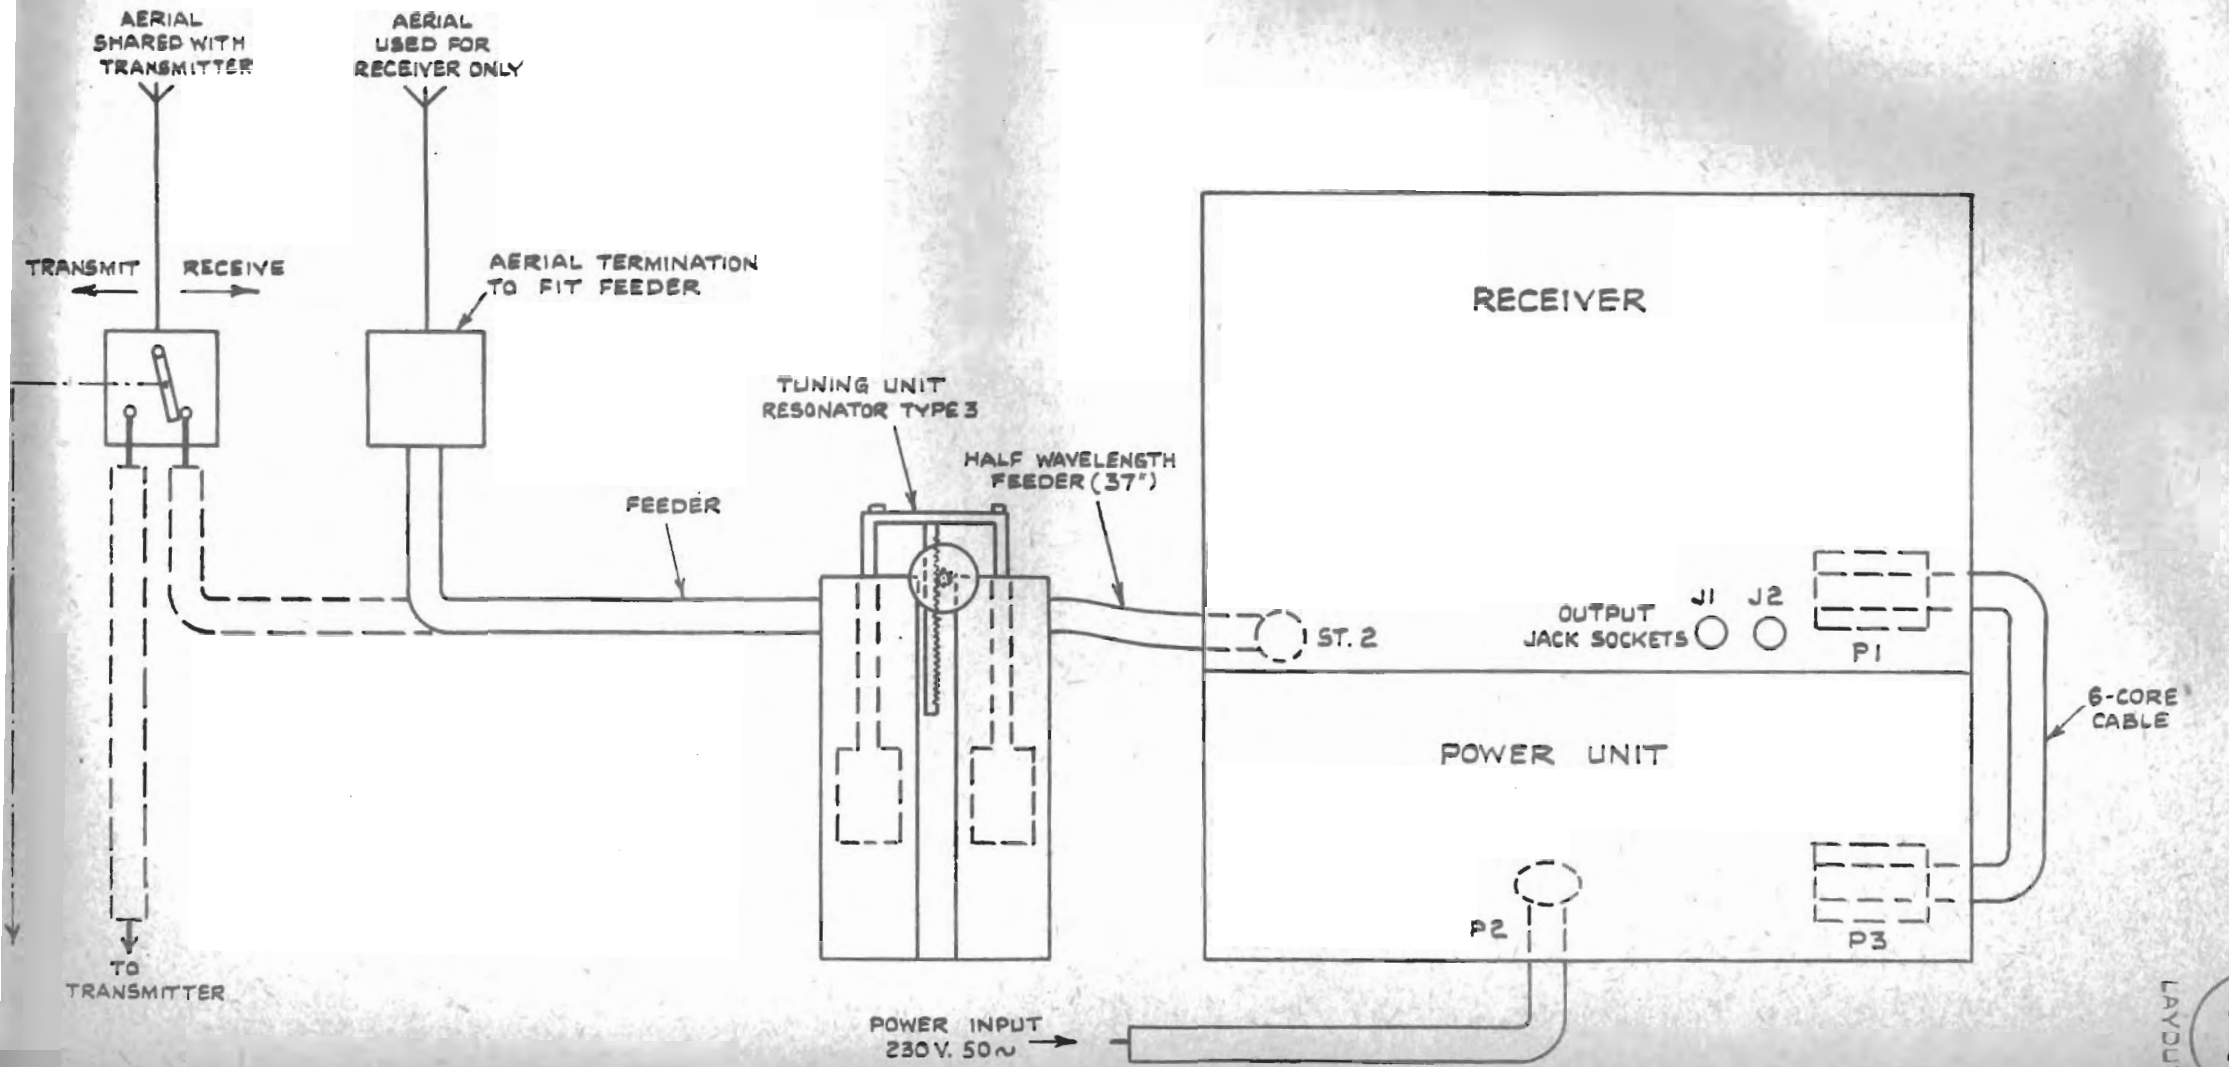 AERIAL
SHARED WITH
TRANSMITTER
AERIAL
USED FOR
RECEIVER ONLY
TRANSMIT
RECEIVE
AERIAL TERMINATION
TO FIT FEEDER
RECEIVER
TUNING UNIT
RESONATOR TYPE 3
HALF WAVELENGTH
FEEDER (37")
FEEDER
ST. 2
OUTPUT
JACK SOCKETS
J1
J2
P1
6-CORE
CABLE
POWER UNIT
P2
P3
TO
TRANSMITTER
POWER INPUT
230 V. 50~
LAYOU